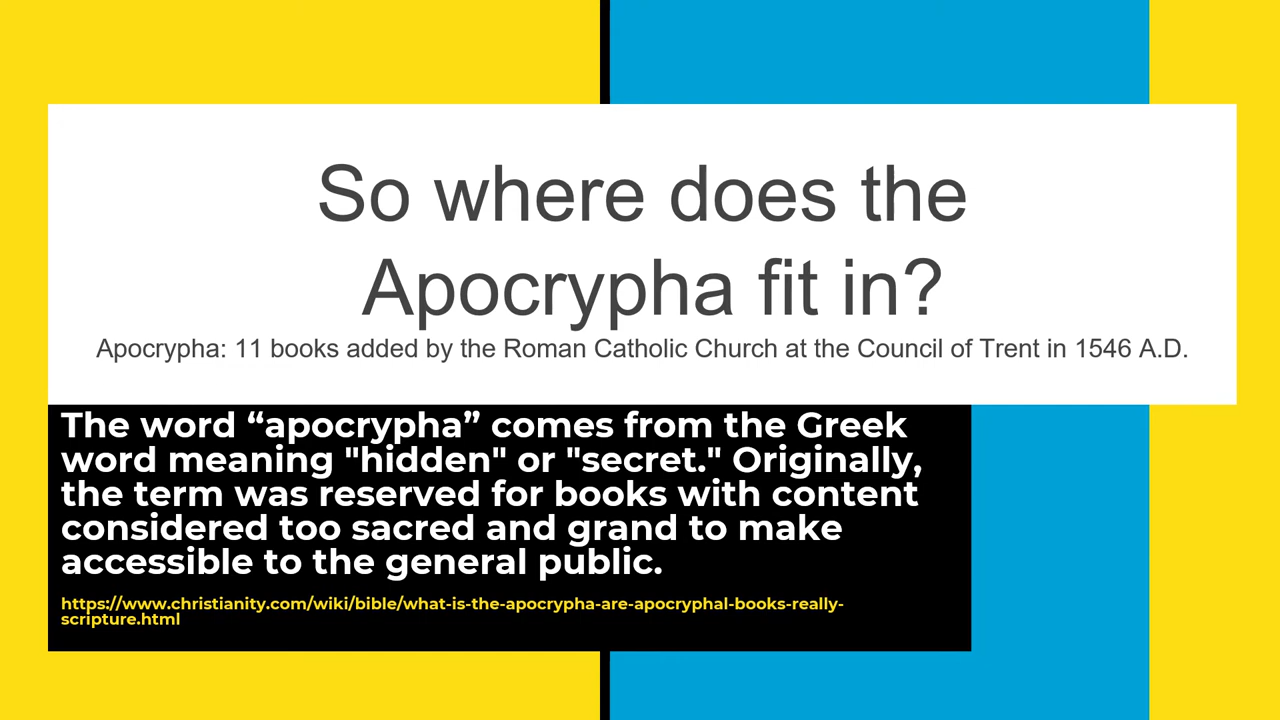 So where does the
Apocrypha fit in?
Apocrypha: 11 books added by the Roman Catholic Church at the Council of Trent in 1546 A.D.
The word “apocrypha” comes from the Greek
word meaning "hidden" or "secret." Originally,
the term was reserved for books with content
considered too sacred and grand to make
accessible to the general public.
https://www.christianity.com/wiki/bible/what-is-the-apocrypha-are-apocryphal-books-really-
scripture.html